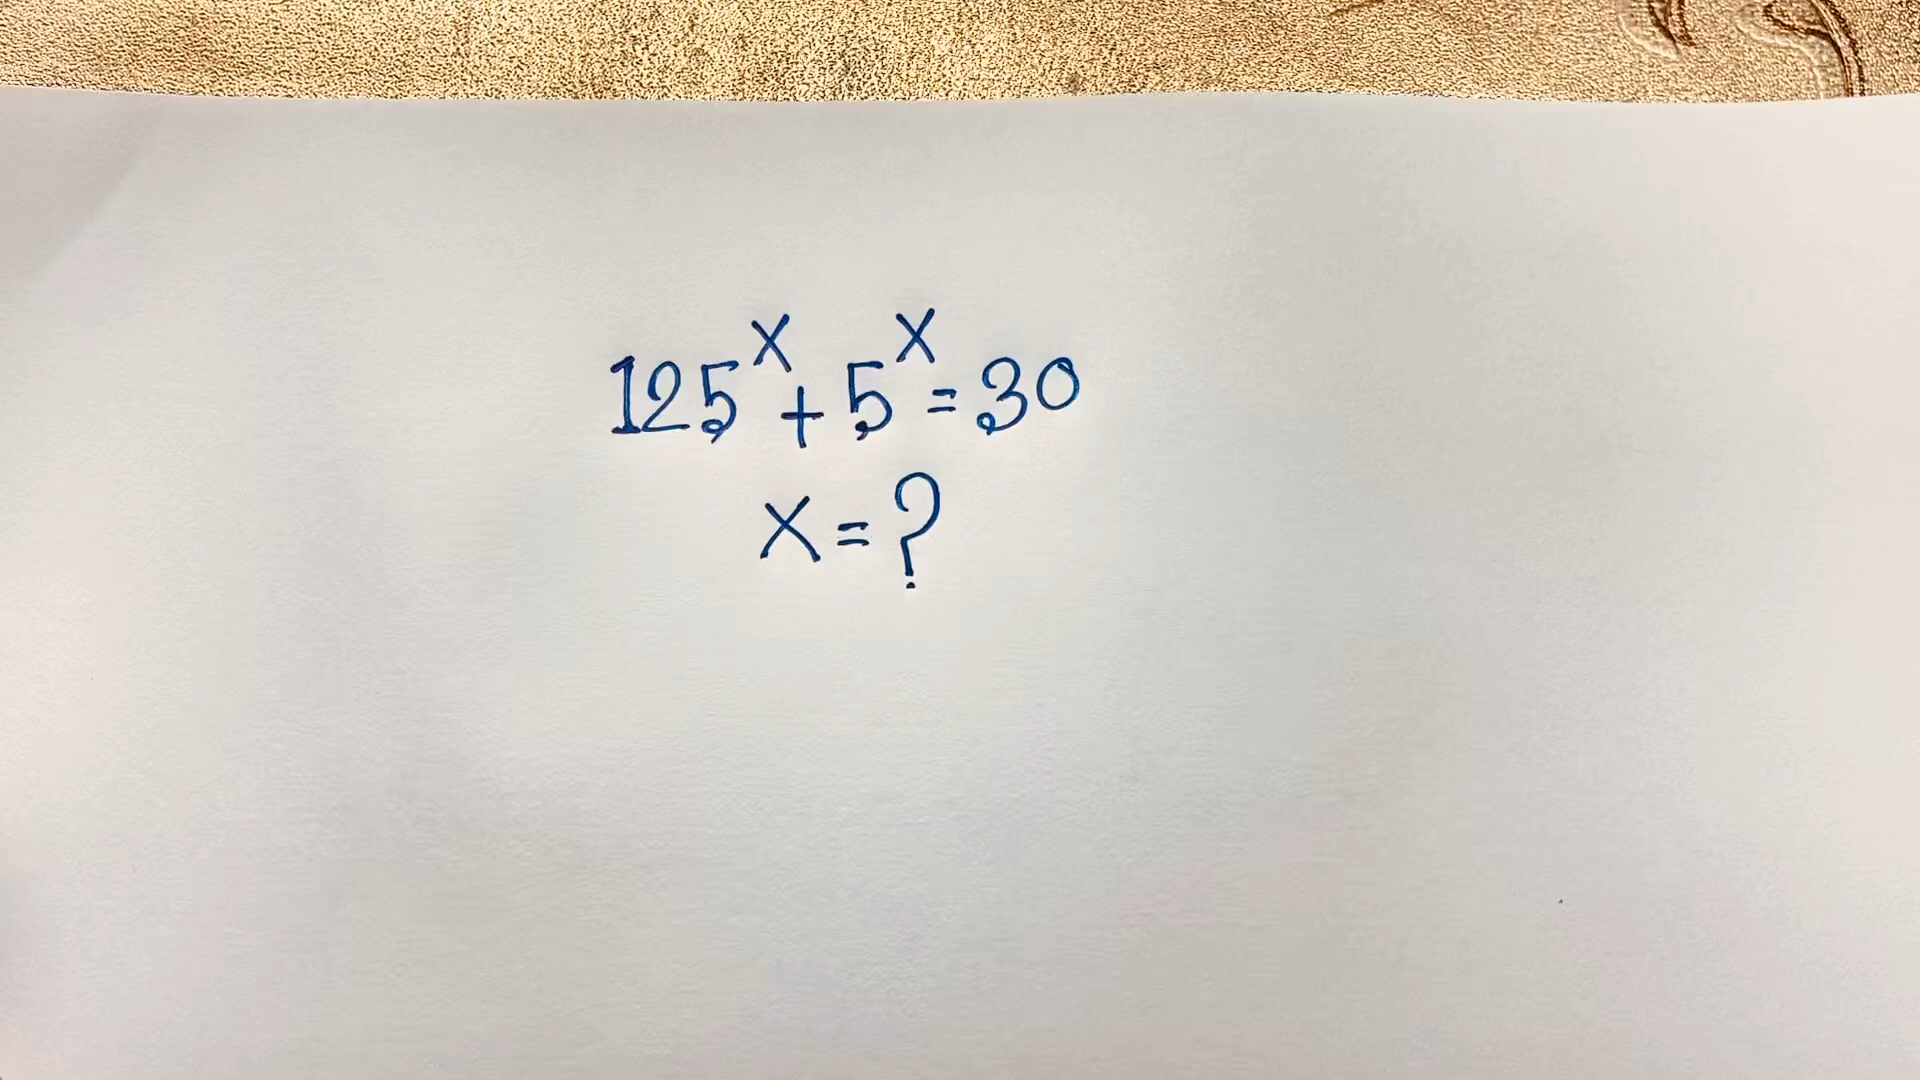 125^x + 5^x = 30
x = ?